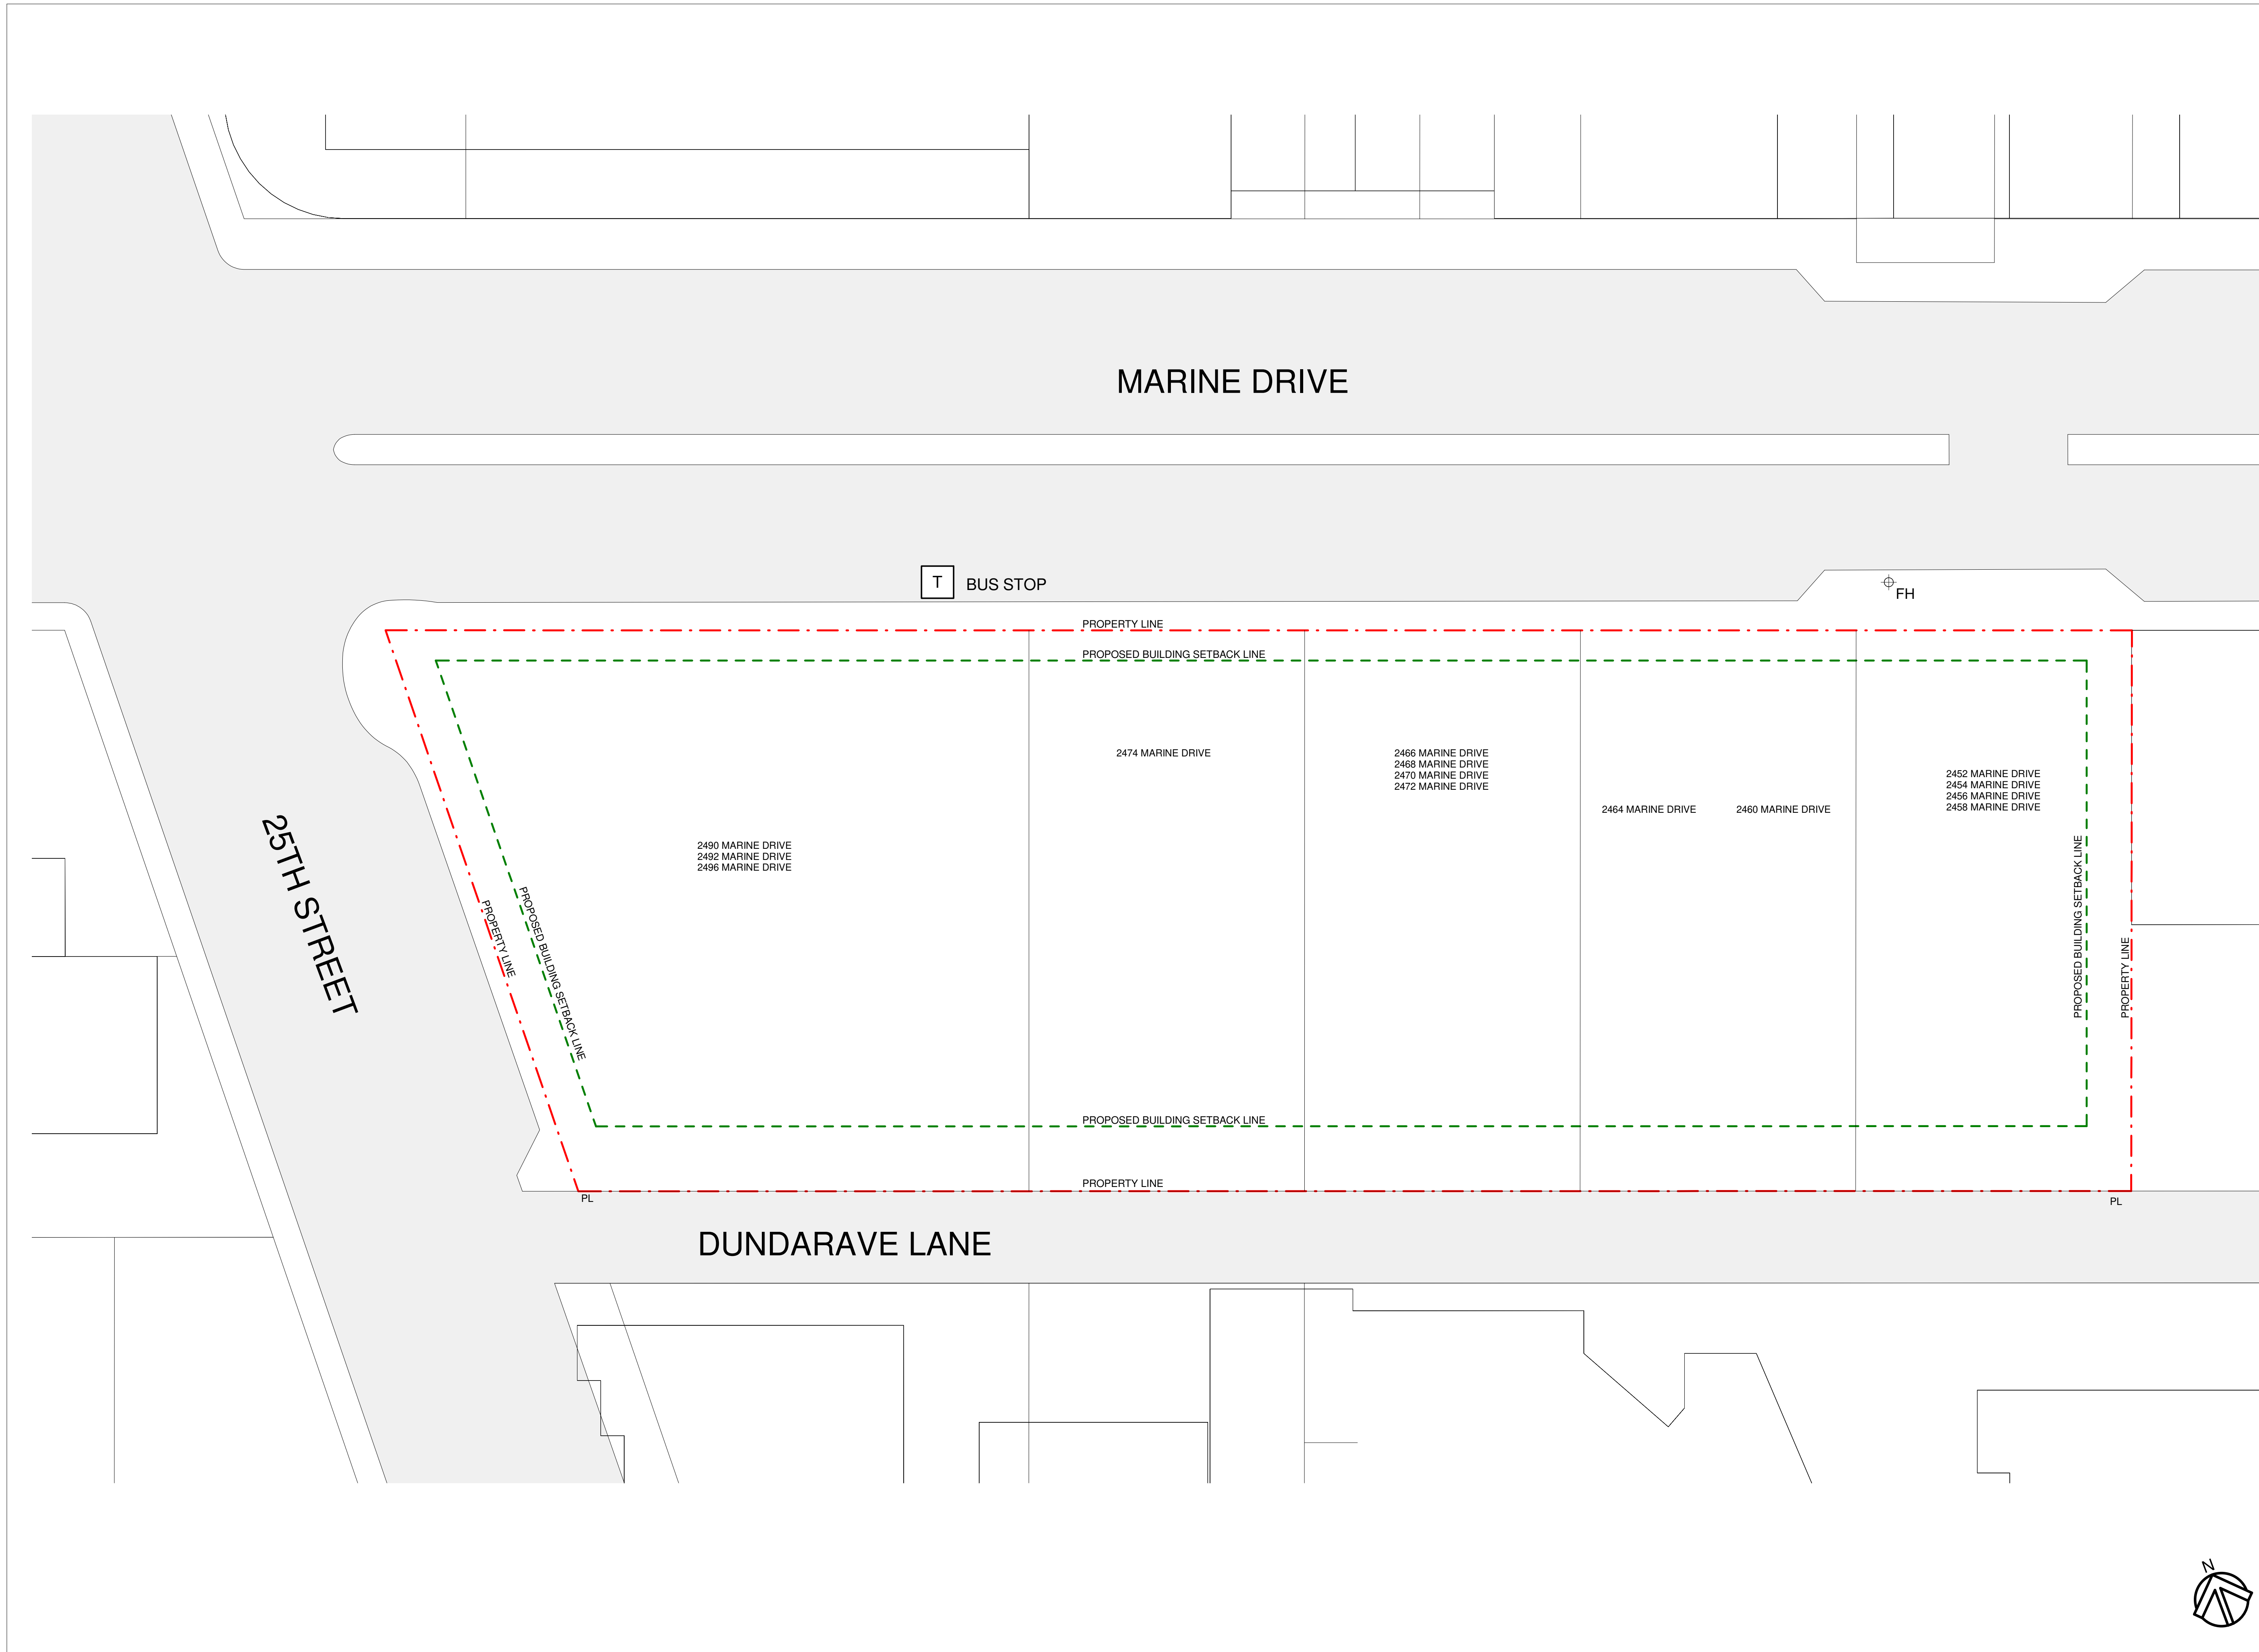 MARINE DRIVE
T
BUS STOP
FH
PROPERTY LINE
PROPOSED BUILDING SETBACK LINE
2474 MARINE DRIVE
2466 MARINE DRIVE
2468 MARINE DRIVE
2470 MARINE DRIVE
2472 MARINE DRIVE
2464 MARINE DRIVE
2460 MARINE DRIVE
2452 MARINE DRIVE
2454 MARINE DRIVE
2456 MARINE DRIVE
2458 MARINE DRIVE
2490 MARINE DRIVE
2492 MARINE DRIVE
2496 MARINE DRIVE
25TH STREET
PROPERTY LINE
PROPOSED BUILDING SETBACK LINE
PROPOSED BUILDING SETBACK LINE
PROPERTY LINE
PROPOSED BUILDING SETBACK LINE
PROPERTY LINE
PL
PL
DUNDARAVE LANE
N